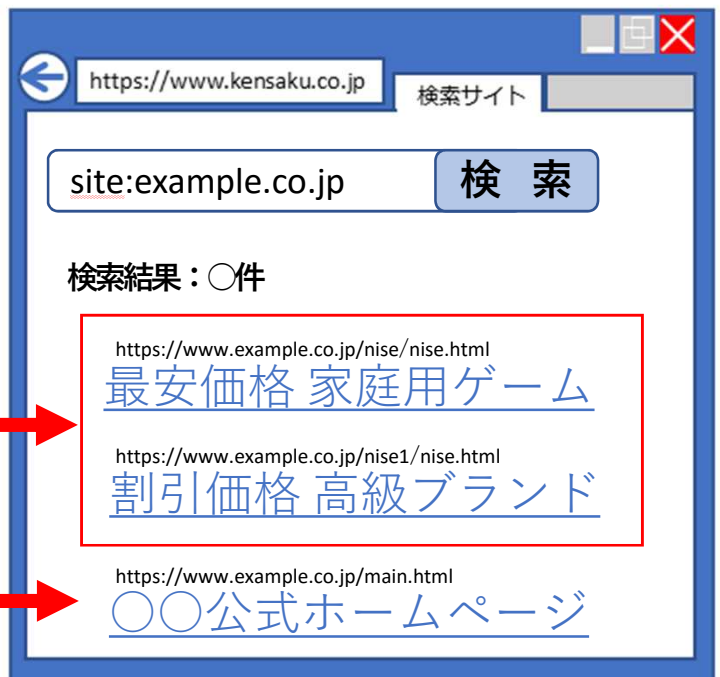 https://www.kensaku.co.jp
検索サイト
site:example.co.jp
検 索
検索結果：○件
https://www.example.co.jp/nise/nise.html
最安価格 家庭用ゲーム
https://www.example.co.jp/nise1/nise.html
割引価格 高級ブランド
https://www.example.co.jp/main.html
○○公式ホームページ